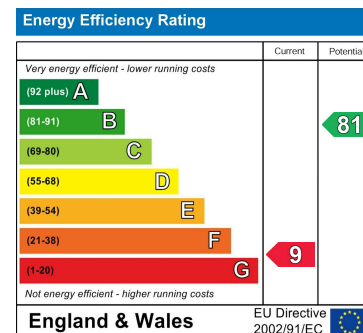 Energy Efficiency Rating
Current Potential
Very energy efficient - lower running costs
(92 plus) A
(81-91) B
81
(69-80) C
(55-68) D
(39-54) E
(21-38) F
9
(1-20) G
Not energy efficient - higher running costs
England & Wales
EU Directive
2002/91/EC